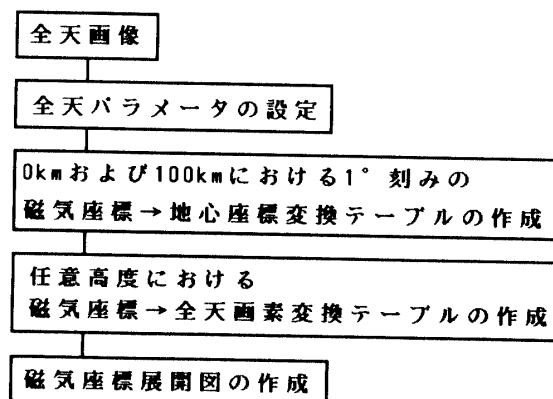 全天画像
全天パラメータの設定
0kmおよび100kmにおける1°刻みの
磁気座標→地心座標変換テーブルの作成
任意高度における
磁気座標→全天画素変換テーブルの作成
磁気座標展開図の作成